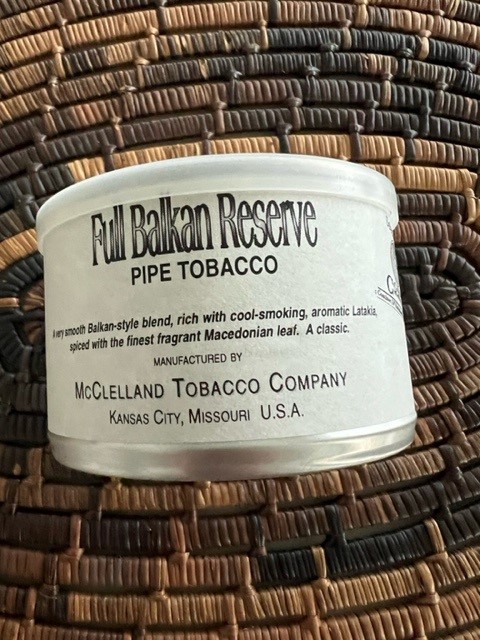 Full Balkan Reserve
PIPE TOBACCO
very smooth Balkan-style blend, rich with cool-smoking, aromatic Latakia,
spiced with the finest fragrant Macedonian leaf. A classic.
MANUFACTURED BY
MCCLELLAND TOBACCO COMPANY
KANSAS CITY, MISSOURI U.S.A.